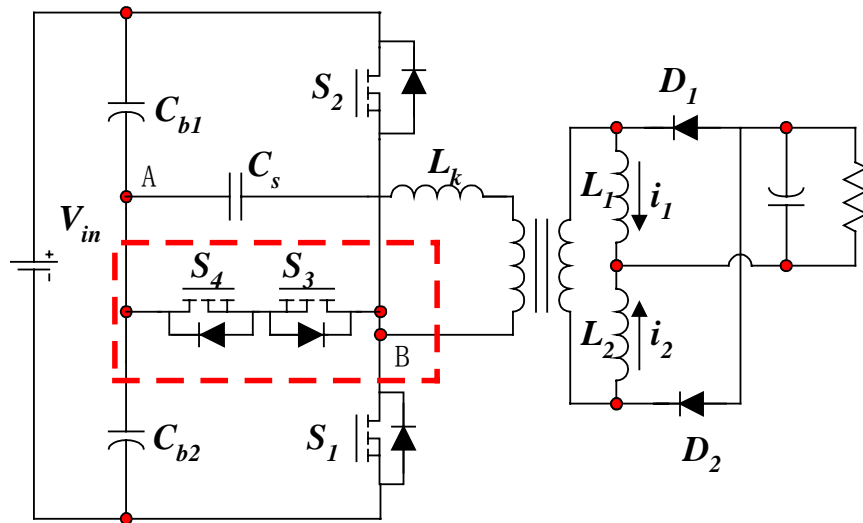 S2
D1
Cb1
A
Cs
Lk
L1
i1
Vin
+
-
S4
S3
L2
i2
B
Cb2
S1
D2